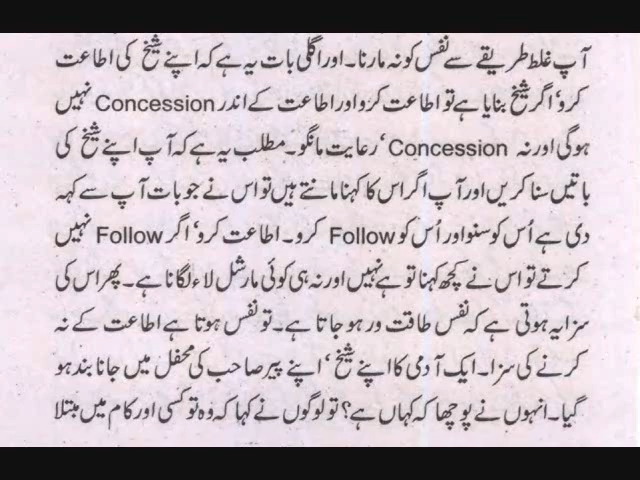 آپ غلط طریقے سے نفس کو نہ مارنا۔ اور اگلی بات یہ ہے کہ اپنے شیخ کی اطاعت
کرو‘ اگر شیخ بنایا ہے تو اطاعت کرو اور اطاعت کے اندر Concession نہیں
ہوگی اور نہ Concession‘ رعایت مانگو۔ مطلب یہ ہے کہ آپ اپنے شیخ کی
باتیں سنا کریں اور آپ اگر اس کا کہنا مانتے ہیں تو اس نے جو بات آپ سے کہہ
دی ہے اُس کو سنو اور اُس کو Follow کرو۔ اطاعت کرو‘ اگر Follow نہیں
کرتے تو اس نے کچھ کہنا تو ہے نہیں اور نہ ہی کوئی مارشل لاء لگانا ہے۔ پھر اس کی
سزا یہ ہوتی ہے کہ نفس طاقت ور ہو جاتا ہے۔ تو نفس ہوتا ہے اطاعت کے نہ
کرنے کی سزا۔ ایک آدمی کا اپنے شیخ‘ اپنے پیر صاحب کی محفل میں جانا بند ہو
گیا۔ انہوں نے پوچھا کہ کہاں ہے؟ تو لوگوں نے کہا کہ وہ تو کسی اور کام میں مبتلا